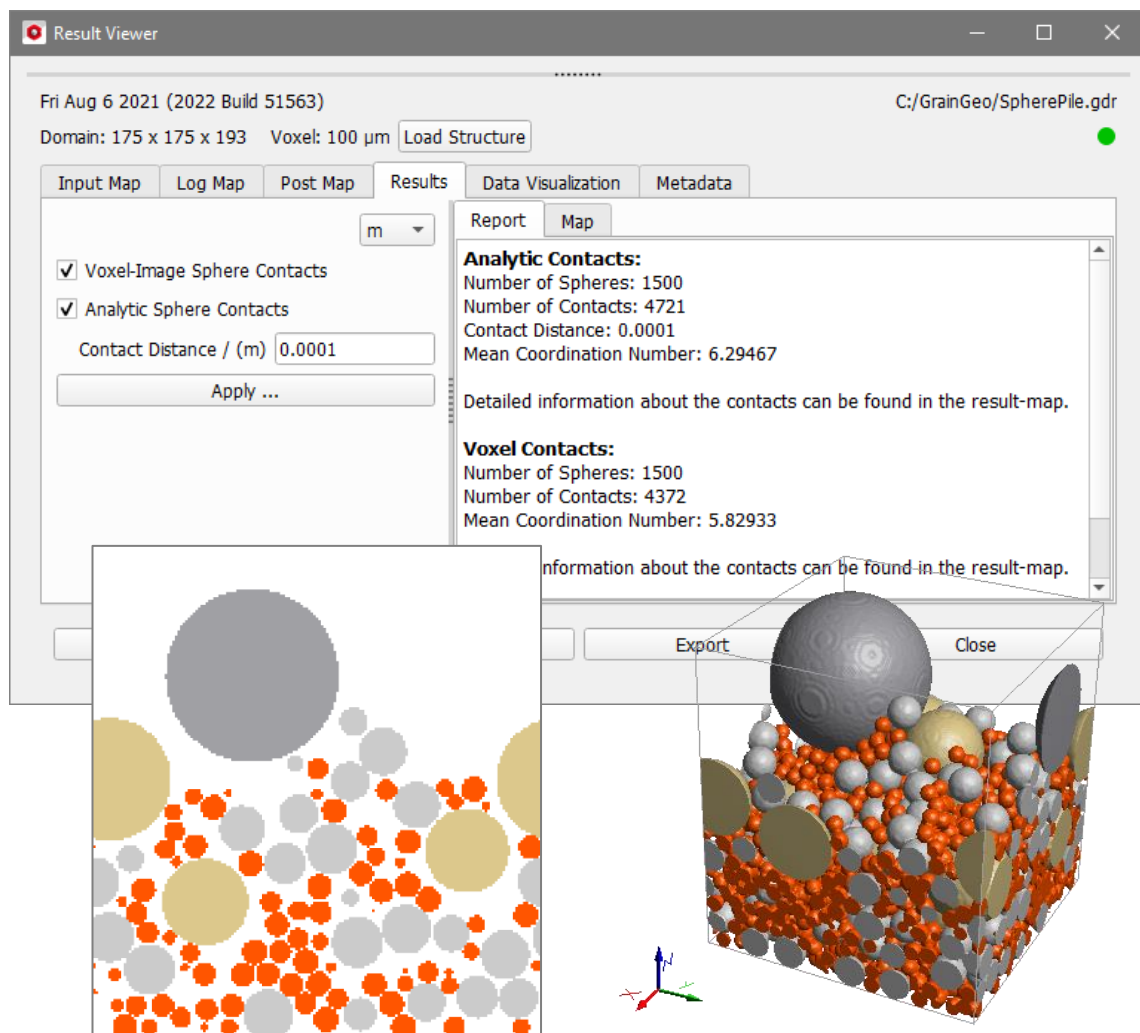 Result Viewer
Fri Aug 6 2021 (2022 Build 51563)
C:/GrainGeo/SpherePile.gdr
Domain: 175 x 175 x 193 Voxel: 100 µm Load Structure
Input Map Log Map Post Map Results Data Visualization Metadata
m
Voxel-Image Sphere Contacts
Analytic Sphere Contacts
Contact Distance / (m) 0.0001
Apply ...
Report Map
Analytic Contacts:
Number of Spheres: 1500
Number of Contacts: 4721
Contact Distance: 0.0001
Mean Coordination Number: 6.29467
Detailed information about the contacts can be found in the result-map.
Voxel Contacts:
Number of Spheres: 1500
Number of Contacts: 4372
Mean Coordination Number: 5.82933
nformation about the contacts can be found in the result-map.
Export Close
Z
X Y